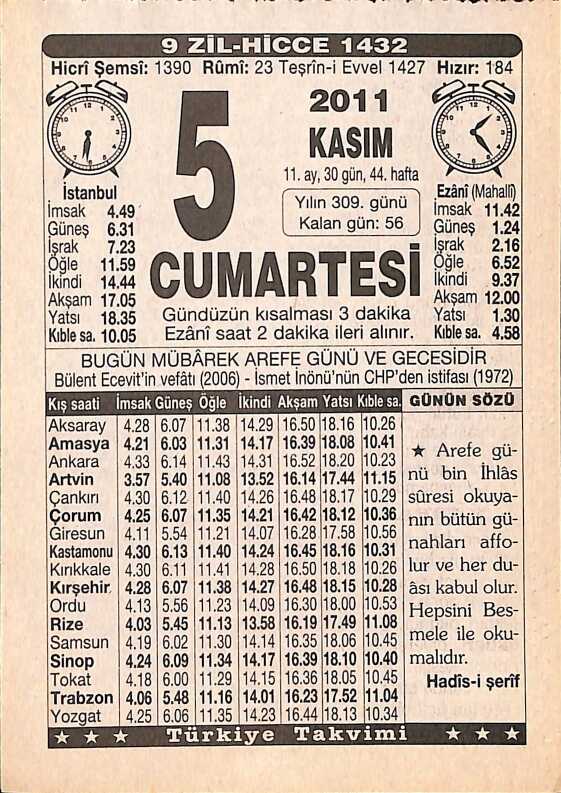 9 ZİL-HİCCE 1432
Hicrî Şemsî: 1390 Rûmî: 23 Teşrîn-i Evvel 1427 Hızır: 184
5
2011
KASIM
11. ay, 30 gün, 44. hafta
Yılın 309. günü
Kalan gün: 56
CUMARTESİ
Gündüzün kısalması 3 dakika
Ezânî saat 2 dakika ileri alınır.
İstanbul
İmsak 4.49
Güneş 6.31
İşrak 7.23
Öğle 11.59
İkindi 14.44
Akşam 17.05
Yatsı 18.35
Kıble sa. 10.05
Ezânî (Mahallî)
İmsak 11.42
Güneş 1.24
İşrak 2.16
Öğle 6.52
İkindi 9.37
Akşam 12.00
Yatsı 1.30
Kıble sa. 4.58
BUGÜN MÜBÂREK AREFE GÜNÜ VE GECESİDİR
Bülent Ecevit'in vefâtı (2006) - İsmet İnönü'nün CHP'den istifası (1972)
Kış saati İmsak Güneş Öğle İkindi Akşam Yatsı Kıble sa.
Aksaray 4.28 6.07 11.38 14.29 16.50 18.16 10.26
Amasya 4.21 6.03 11.31 14.17 16.39 18.08 10.41
Ankara 4.33 6.14 11.43 14.31 16.52 18.20 10.23
Artvin 3.57 5.40 11.08 13.52 16.14 17.44 11.15
Çankırı 4.30 6.12 11.40 14.26 16.48 18.17 10.29
Çorum 4.25 6.07 11.35 14.21 16.42 18.12 10.36
Giresun 4.11 5.54 11.21 14.07 16.28 17.58 10.56
Kastamonu 4.30 6.13 11.40 14.24 16.45 18.16 10.31
Kırıkkale 4.30 6.11 11.41 14.28 16.50 18.18 10.26
Kırşehir 4.28 6.07 11.38 14.27 16.48 18.15 10.28
Ordu 4.13 5.56 11.23 14.09 16.30 18.00 10.53
Rize 4.03 5.45 11.13 13.58 16.19 17.49 11.08
Samsun 4.19 6.02 11.30 14.14 16.35 18.06 10.45
Sinop 4.24 6.09 11.34 14.17 16.39 18.10 10.40
Tokat 4.18 6.00 11.29 14.15 16.36 18.05 10.45
Trabzon 4.06 5.48 11.16 14.01 16.23 17.52 11.04
Yozgat 4.25 6.06 11.35 14.23 16.44 18.13 10.34
GÜNÜN SÖZÜ
★ Arefe gü-
nü bin İhlâs
sûresi okuya-
nın bütün gü-
nahları affo-
lur ve her du-
âsı kabul olur.
Hepsini Bes-
mele ile oku-
malıdır.
Hadîs-i şerîf
★ ★ ★ Türkiye Takvimi ★ ★ ★